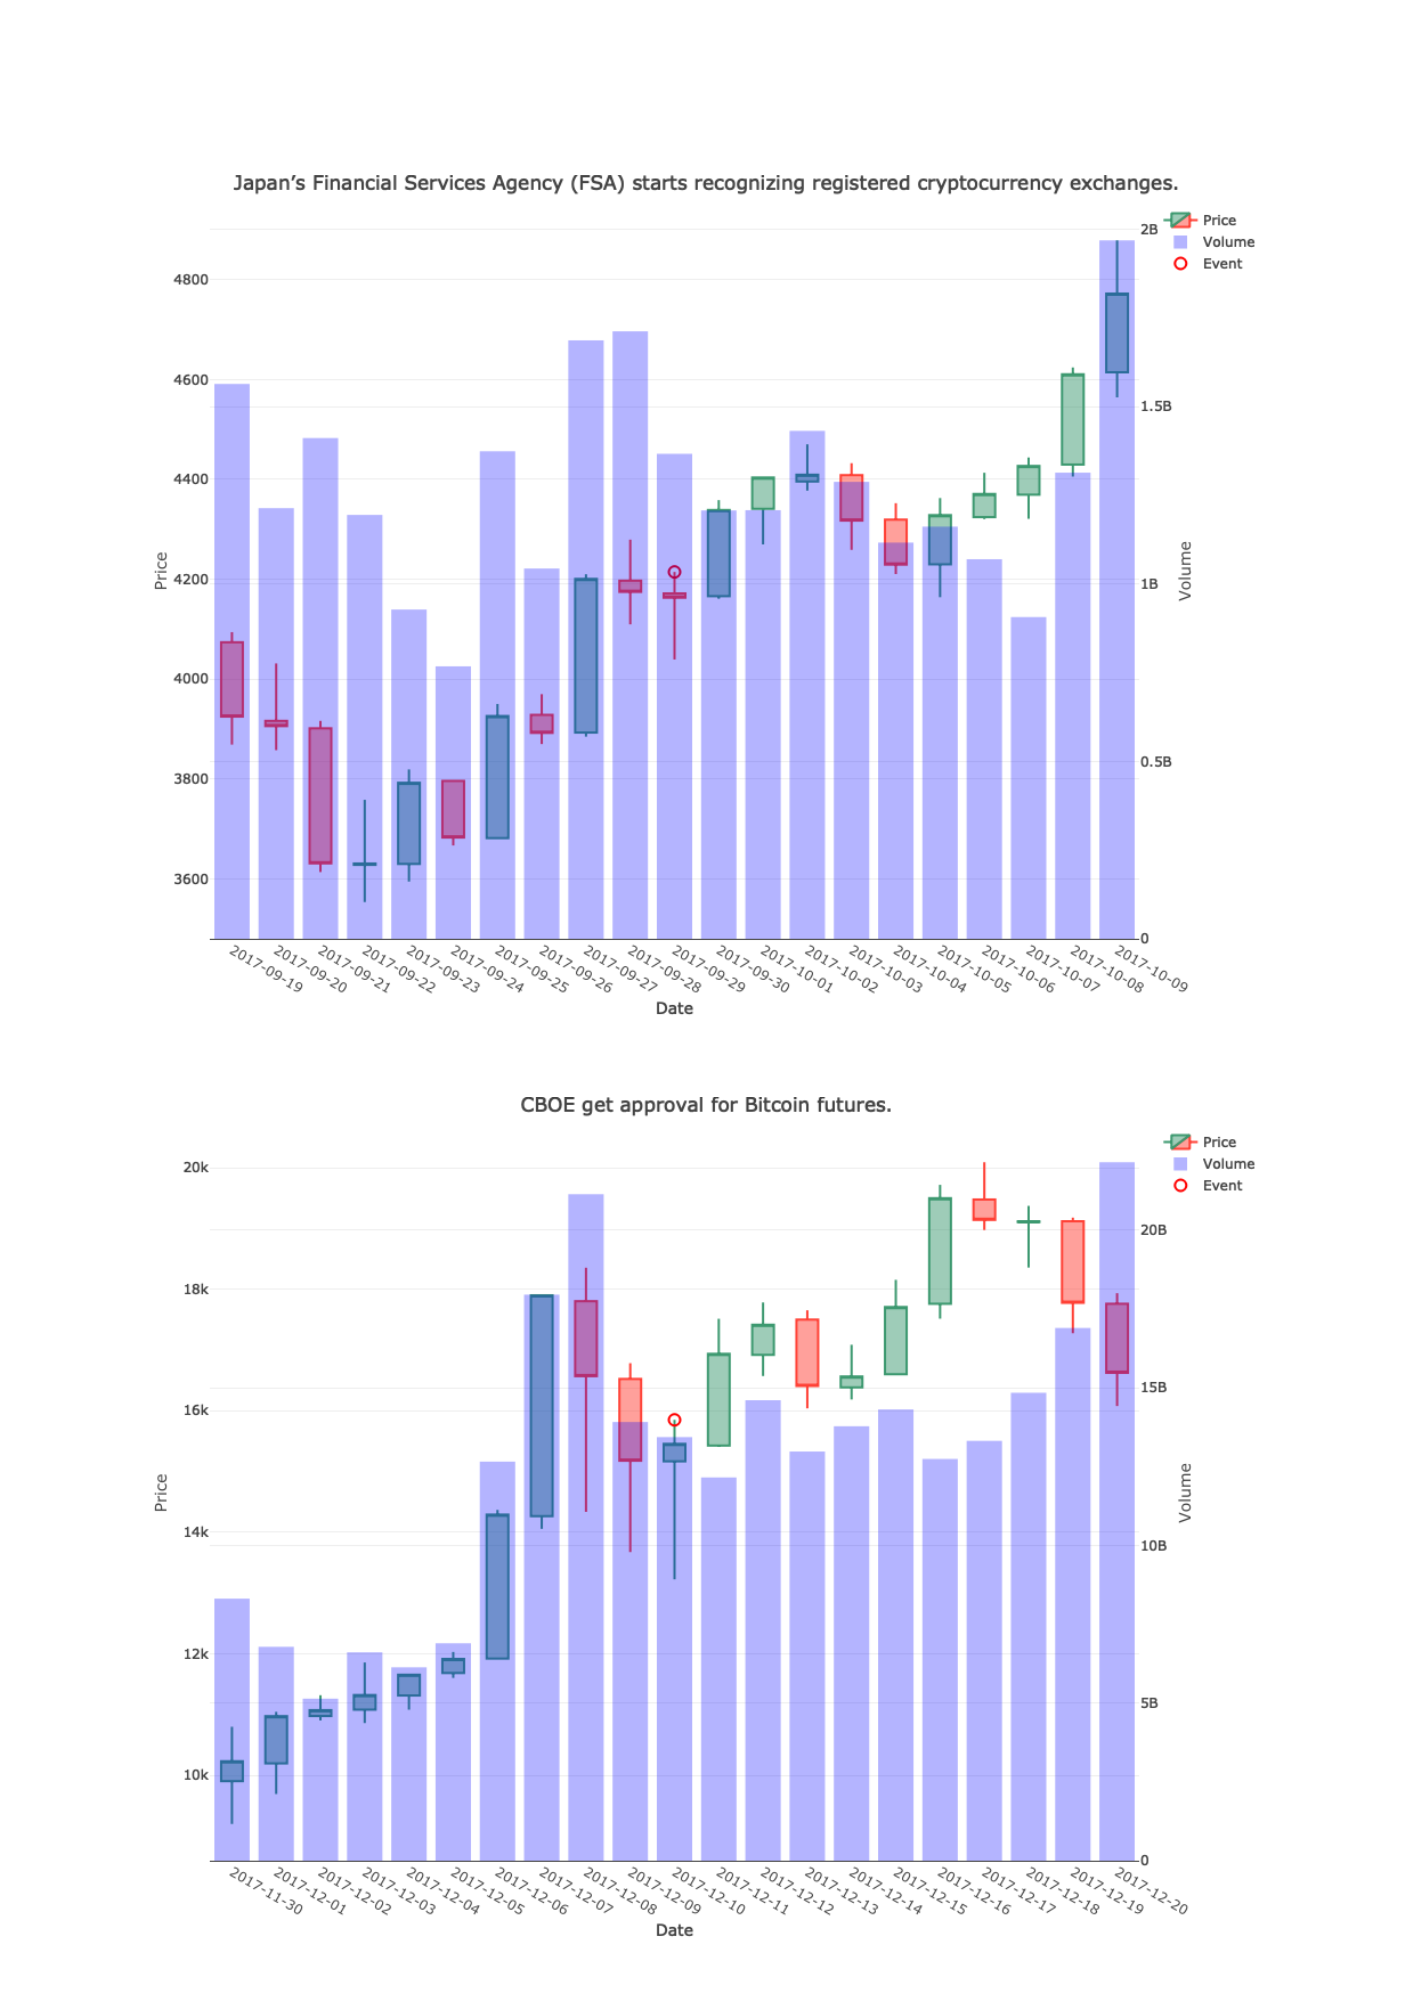 Japan’s Financial Services Agency (FSA) starts recognizing registered cryptocurrency exchanges.
Price
Volume
Event
2B
4800
4600
1.5B
4400
4200
1B
Price
Volume
4000
3800
0.5B
3600
0
2017-09-19
2017-09-20
2017-09-21
2017-09-22
2017-09-23
2017-09-24
2017-09-25
2017-09-26
2017-09-27
2017-09-28
2017-09-29
2017-09-30
2017-10-01
2017-10-02
2017-10-03
2017-10-04
2017-10-05
2017-10-06
2017-10-07
2017-10-08
2017-10-09
Date
CBOE get approval for Bitcoin futures.
Price
Volume
Event
20k
20B
18k
15B
16k
Price
Volume
14k
10B
12k
5B
10k
0
2017-11-30
2017-12-01
2017-12-02
2017-12-03
2017-12-04
2017-12-05
2017-12-06
2017-12-07
2017-12-08
2017-12-09
2017-12-10
2017-12-11
2017-12-12
2017-12-13
2017-12-14
2017-12-15
2017-12-16
2017-12-17
2017-12-18
2017-12-19
2017-12-20
Date